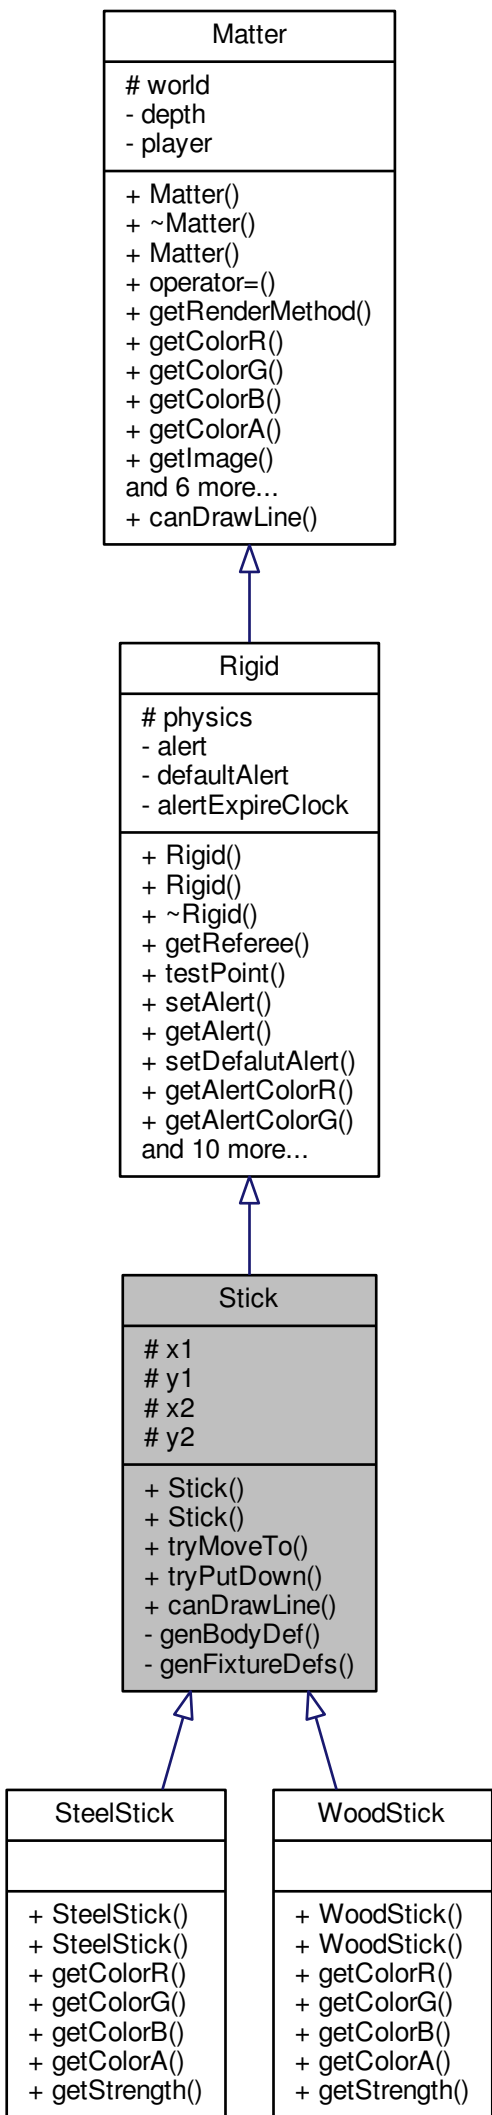 Matter
# world
- depth
- player
+ Matter()
+ ~Matter()
+ Matter()
+ operator=()
+ getRenderMethod()
+ getColorR()
+ getColorG()
+ getColorB()
+ getColorA()
+ getImage()
and 6 more...
+ canDrawLine()
Rigid
# physics
- alert
- defaultAlert
- alertExpireClock
+ Rigid()
+ Rigid()
+ ~Rigid()
+ getReferee()
+ testPoint()
+ setAlert()
+ getAlert()
+ setDefalutAlert()
+ getAlertColorR()
+ getAlertColorG()
and 10 more...
Stick
# x1
# y1
# x2
# y2
+ Stick()
+ Stick()
+ tryMoveTo()
+ tryPutDown()
+ canDrawLine()
- genBodyDef()
- genFixtureDefs()
SteelStick
+ SteelStick()
+ SteelStick()
+ getColorR()
+ getColorG()
+ getColorB()
+ getColorA()
+ getStrength()
WoodStick
+ WoodStick()
+ WoodStick()
+ getColorR()
+ getColorG()
+ getColorB()
+ getColorA()
+ getStrength()